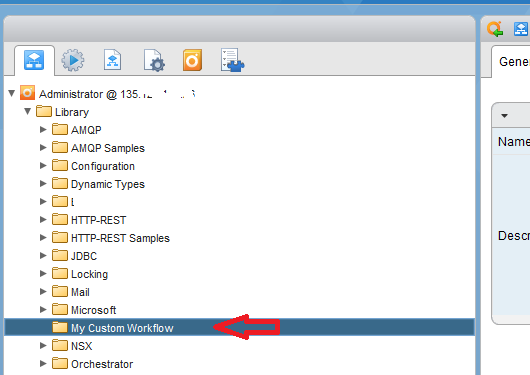 Gene
Administrator @ 135.
Library
AMQP
AMQP Samples
Name
Configuration
Dynamic Types
HTTP-REST
HTTP-REST Samples
Descr
JDBC
Locking
Mail
Microsoft
My Custom Workflow
NSX
Orchestrator